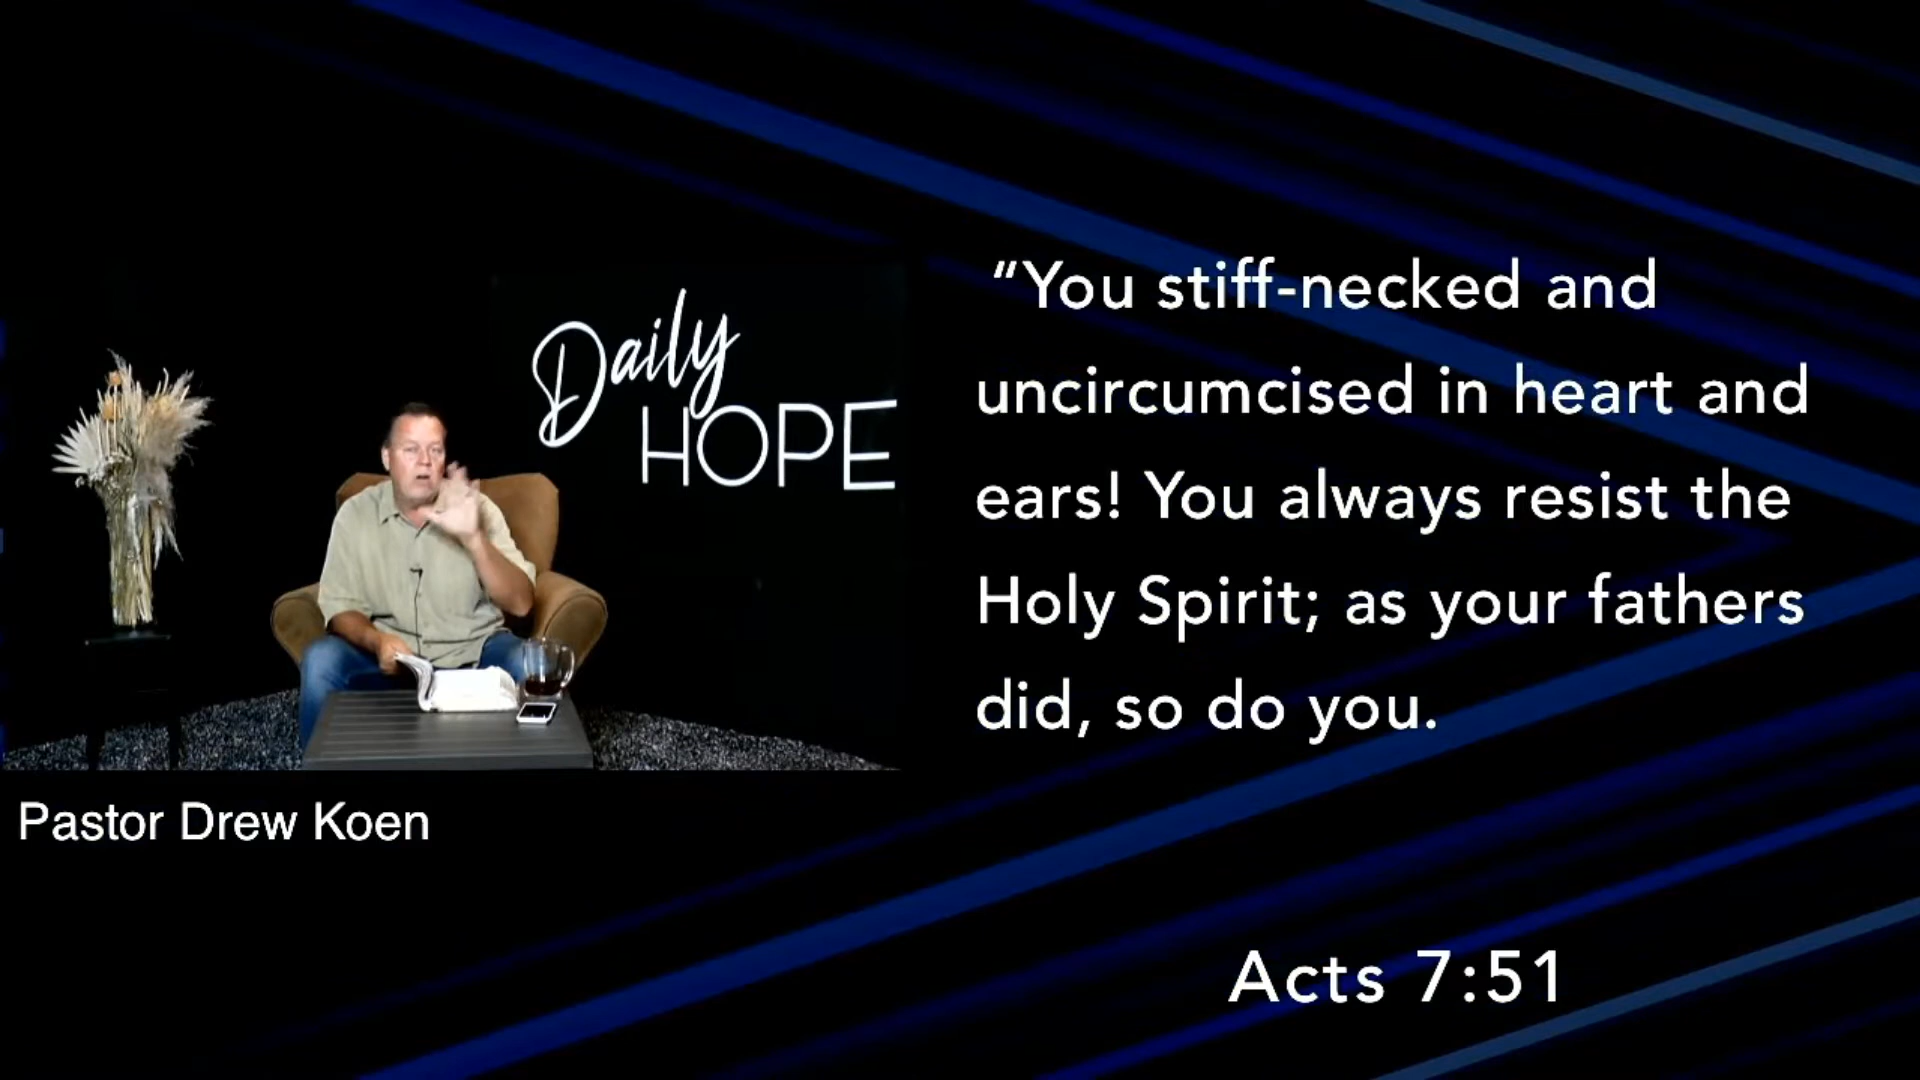 Daily
HOPE
Pastor Drew Koen
“You stiff-necked and
uncircumcised in heart and
ears! You always resist the
Holy Spirit; as your fathers
did, so do you.
Acts 7:51